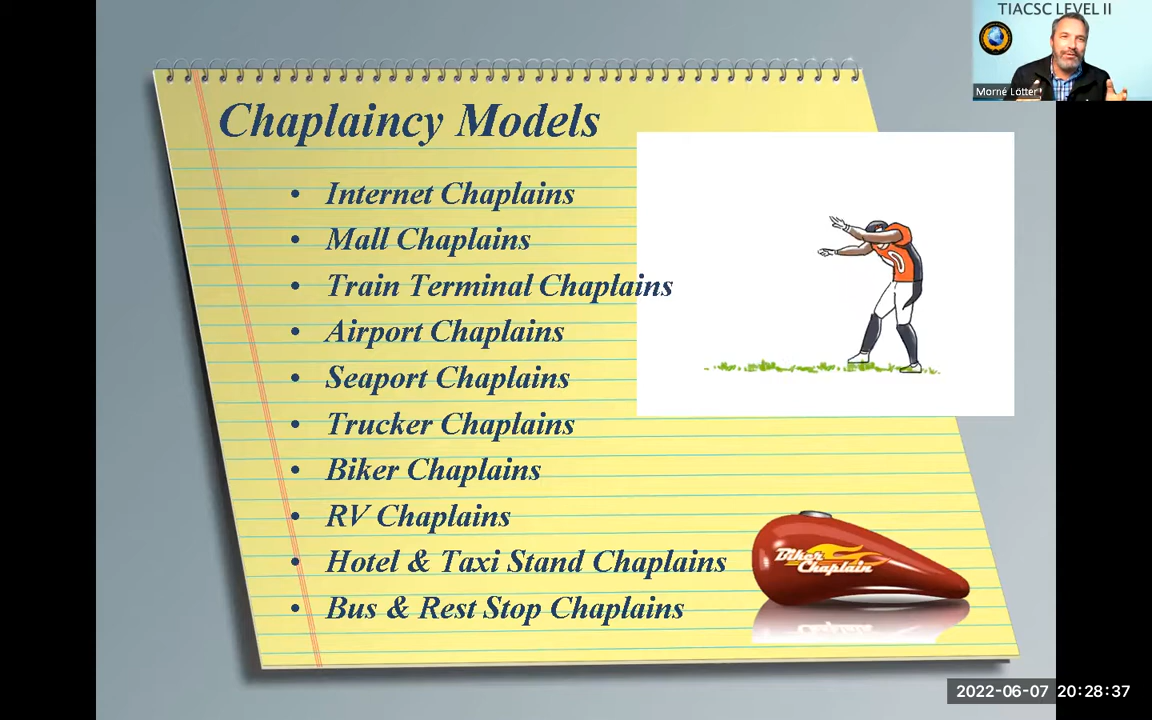 TIACSC LEVEL II
Morné Lötter
Chaplaincy Models
• Internet Chaplains
• Mall Chaplains
• Train Terminal Chaplains
• Airport Chaplains
• Seaport Chaplains
• Trucker Chaplains
• Biker Chaplains
• RV Chaplains
• Hotel & Taxi Stand Chaplains
• Bus & Rest Stop Chaplains
Biker
Chaplain
2022-06-07 20:28:37